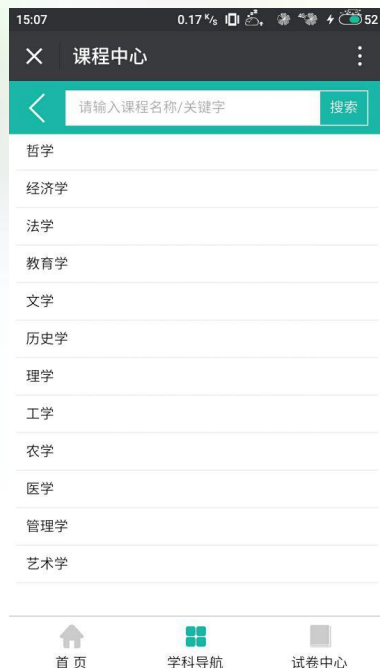 15:07 0.17 K/s 52
课程中心
请输入课程名称/关键字 搜索
哲学
经济学
法学
教育学
文学
历史学
理学
工学
农学
医学
管理学
艺术学
首页 学科导航 试卷中心